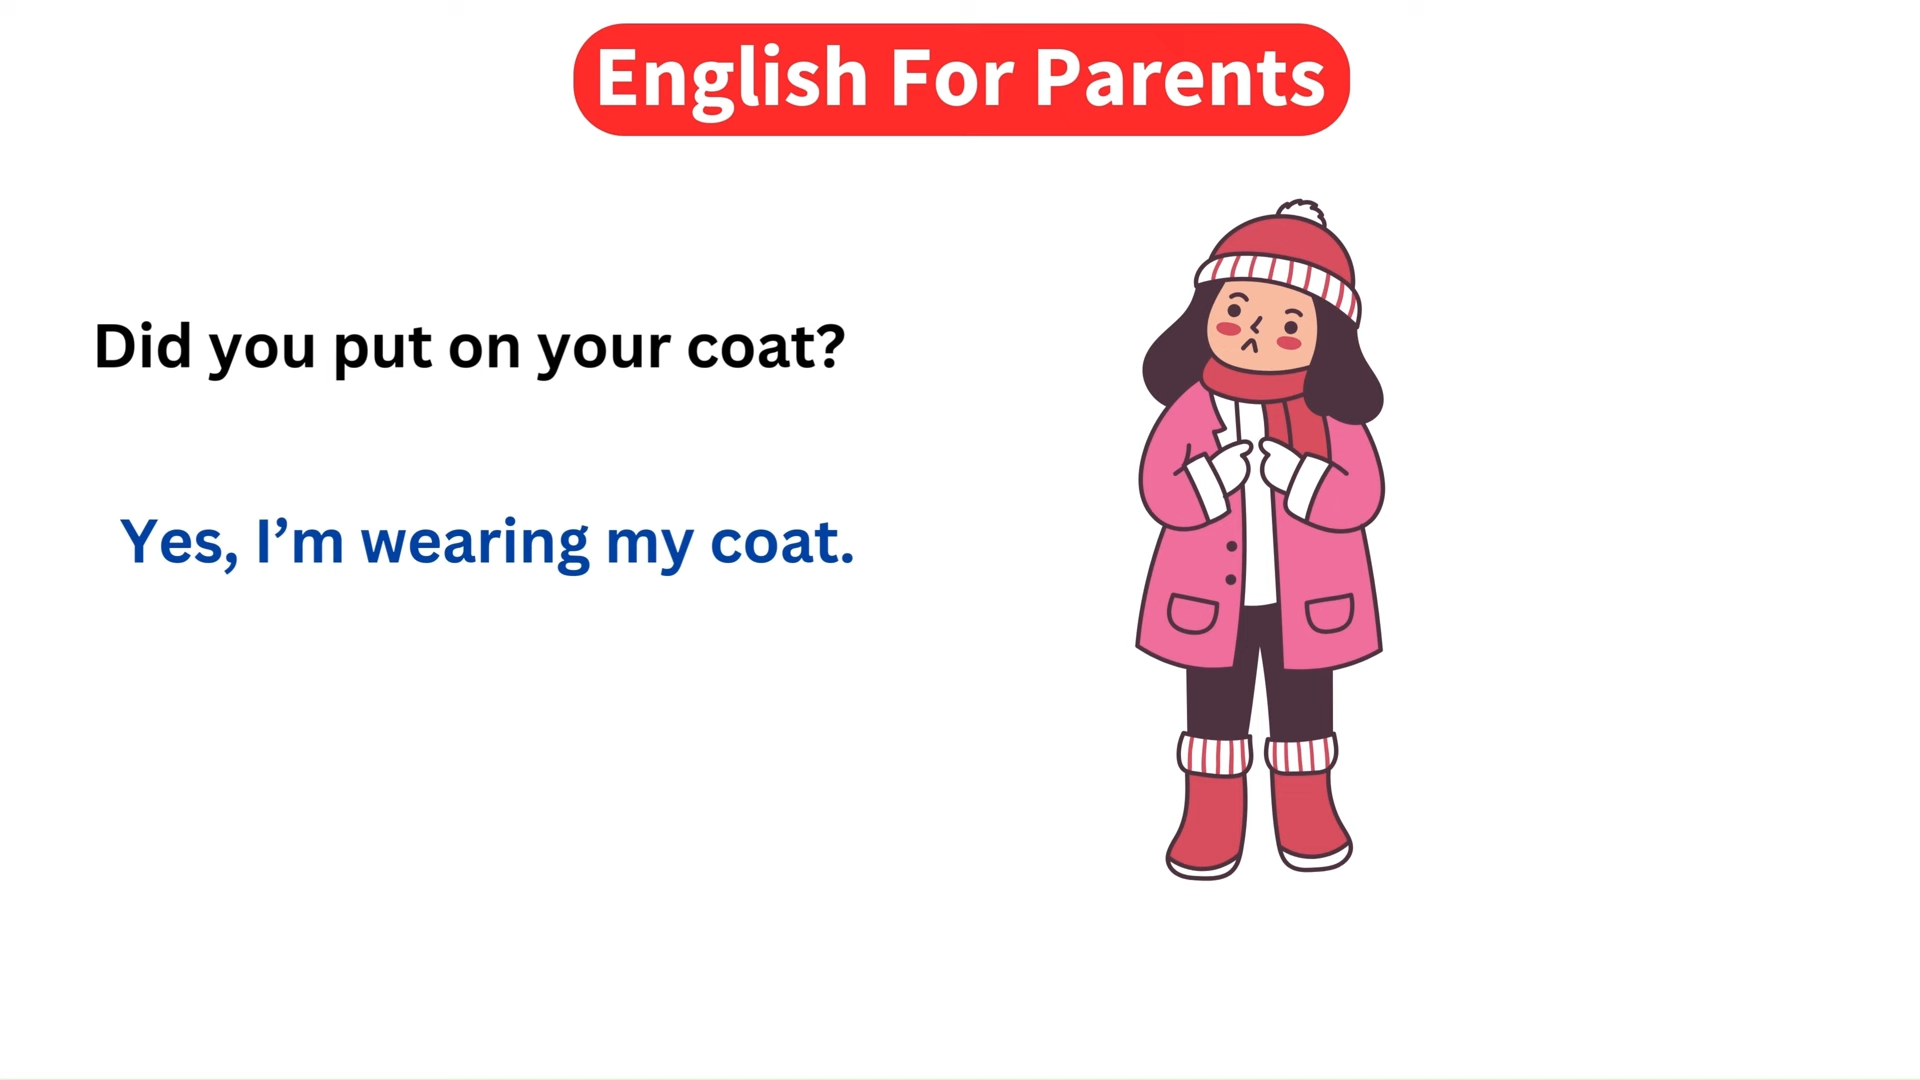 English For Parents
Did you put on your coat?
Yes, I’m wearing my coat.